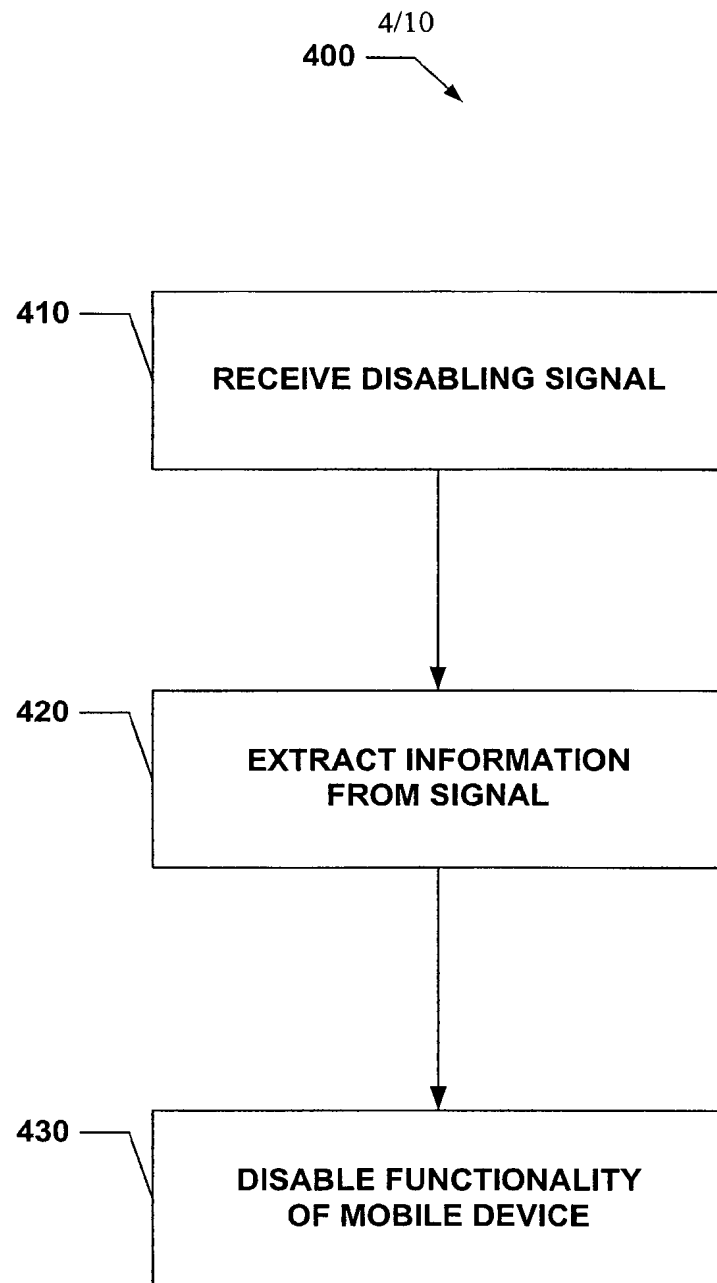 4/10
400
410
RECEIVE DISABLING SIGNAL
420
EXTRACT INFORMATION
FROM SIGNAL
430
DISABLE FUNCTIONALITY
OF MOBILE DEVICE